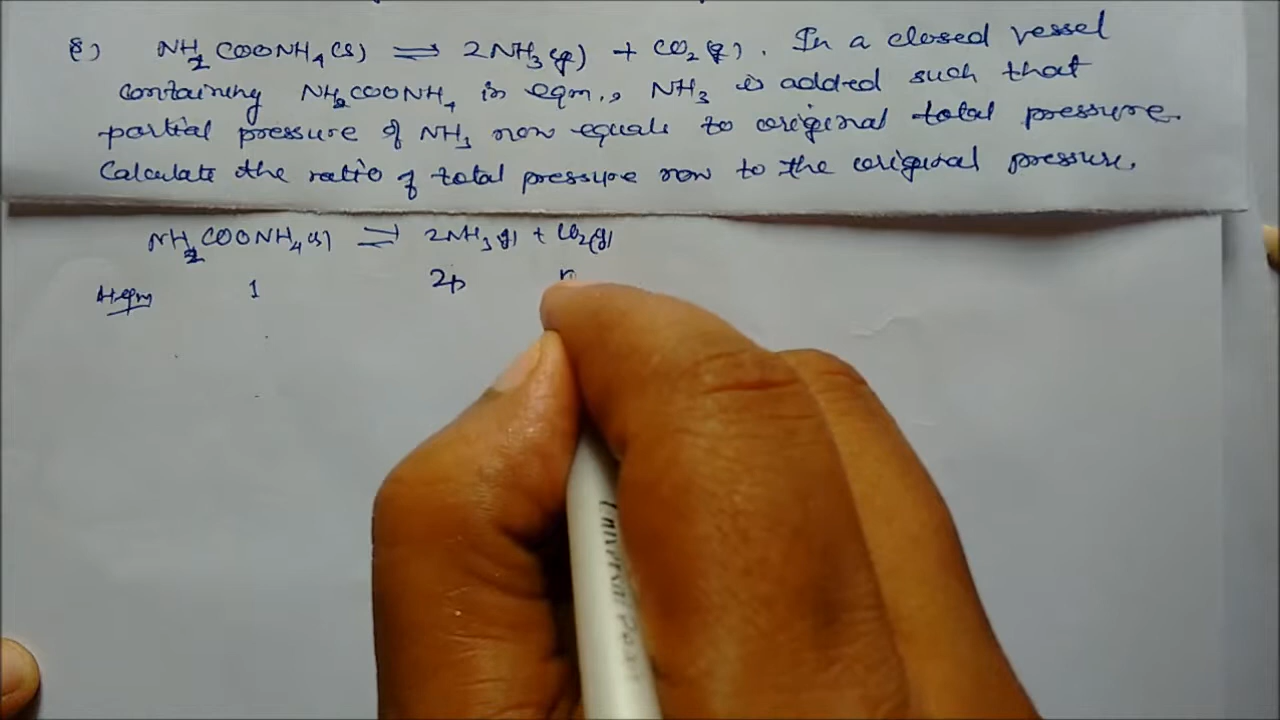 8) NH2COONH4(s) ⇌ 2NH3(g) + CO2(g). In a closed vessel
containing NH2COONH4 in eqm., NH3 is added such that
partial pressure of NH3 now equals to original total pressure.
Calculate the ratio of total pressure now to the original pressure.
NH2COONH4(s) ⇌ 2NH3(g) + CO2(g)
At eqm 1 2p